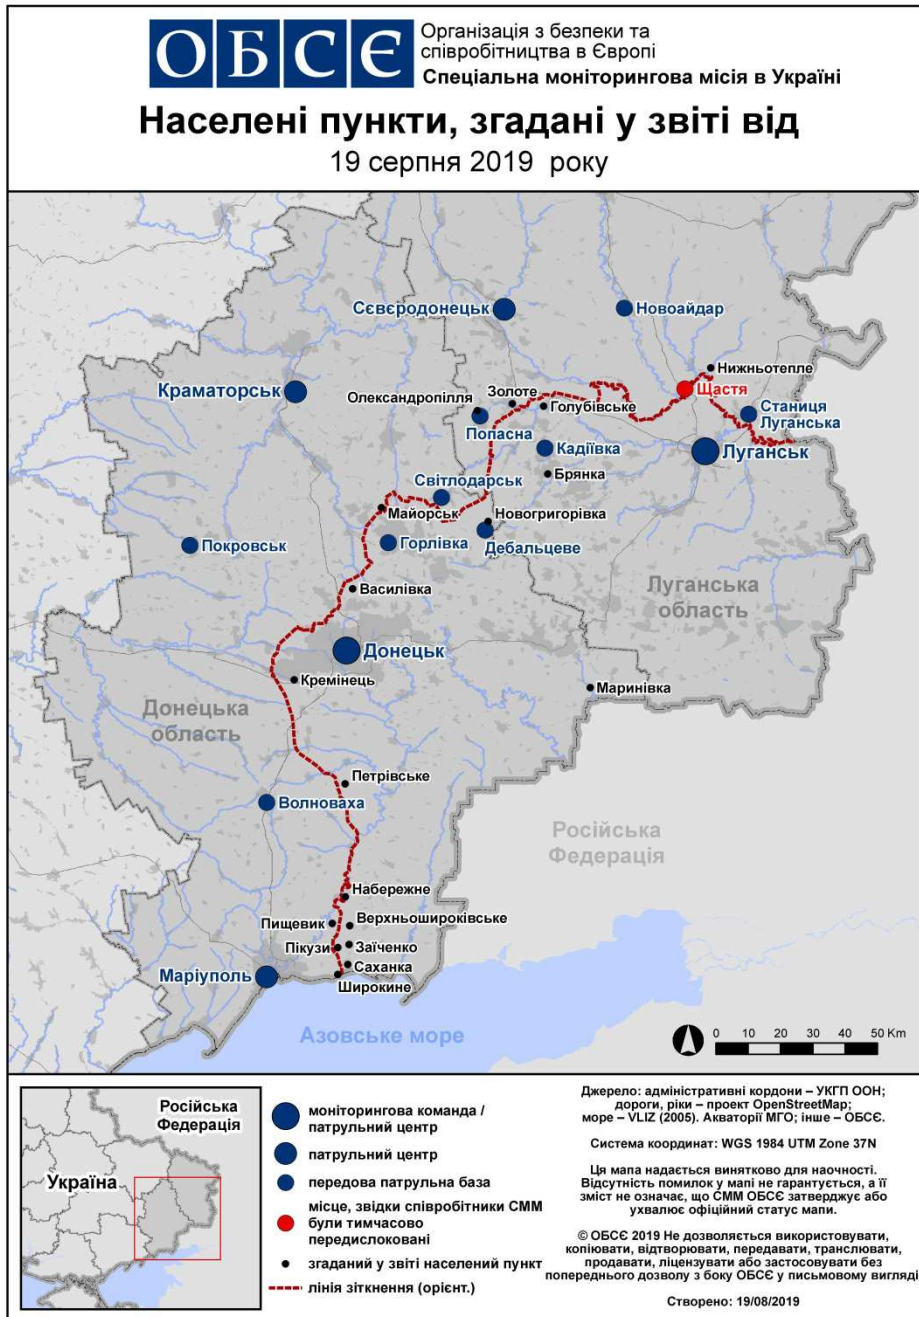 ОБСЄ
Організація з безпеки та
співробітництва в Європі
Спеціальна моніторингова місія в Україні
Населені пункти, згадані у звіті від
19 серпня 2019 року
Сєвєродонецьк
Новоайдар
Нижньотепле
Щастя
Краматорськ
Золоте
Олександропілля
Голубівське
Станиця
Луганська
Попасна
Кадіївка
Луганськ
Світлодарськ
Брянка
Майорськ
Новогригорівка
Покровськ
Горлівка
Дебальцеве
Луганська
область
Василівка
Донецьк
Кремінець
Маринівка
Донецька
область
Петрівське
Волноваха
Російська
Федерація
Набережне
Пищевик
Верхньошироківське
Пікузи
Заїченко
Саханка
Маріуполь
Широкине
Азовське море
0 10 20 30 40 50 Km
Російська
Федерація
Україна
моніторингова команда /
патрульний центр
патрульний центр
передова патрульна база
місце, звідки співробітники СММ
були тимчасово
передислоковані
згаданий у звіті населений пункт
лінія зіткнення (орієнт.)
Джерело: адміністративні кордони – УКГП ООН;
дороги, ріки – проект OpenStreetMap;
море – VLIZ (2005). Акваторії МГО; інше – ОБСЄ.
Система координат: WGS 1984 UTM Zone 37N
Ця мапа надається винятково для наочності.
Відсутність помилок у мапі не гарантується, а її
зміст не означає, що СММ ОБСЄ затверджує або
ухвалює офіційний статус мапи.
© ОБСЄ 2019 Не дозволяється використовувати,
копіювати, відтворювати, передавати, транслювати,
продавати, ліцензувати або застосовувати без
попереднього дозволу з боку ОБСЄ у письмовому вигляді
Створено: 19/08/2019